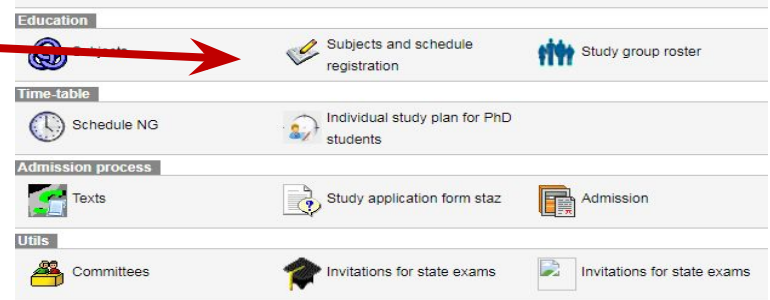 Education
Subjects
Subjects and schedule
registration
Study group roster
Time-table
Schedule NG
Individual study plan for PhD
students
Admission process
Texts
Study application form staz
Admission
Utils
Committees
Invitations for state exams
Invitations for state exams